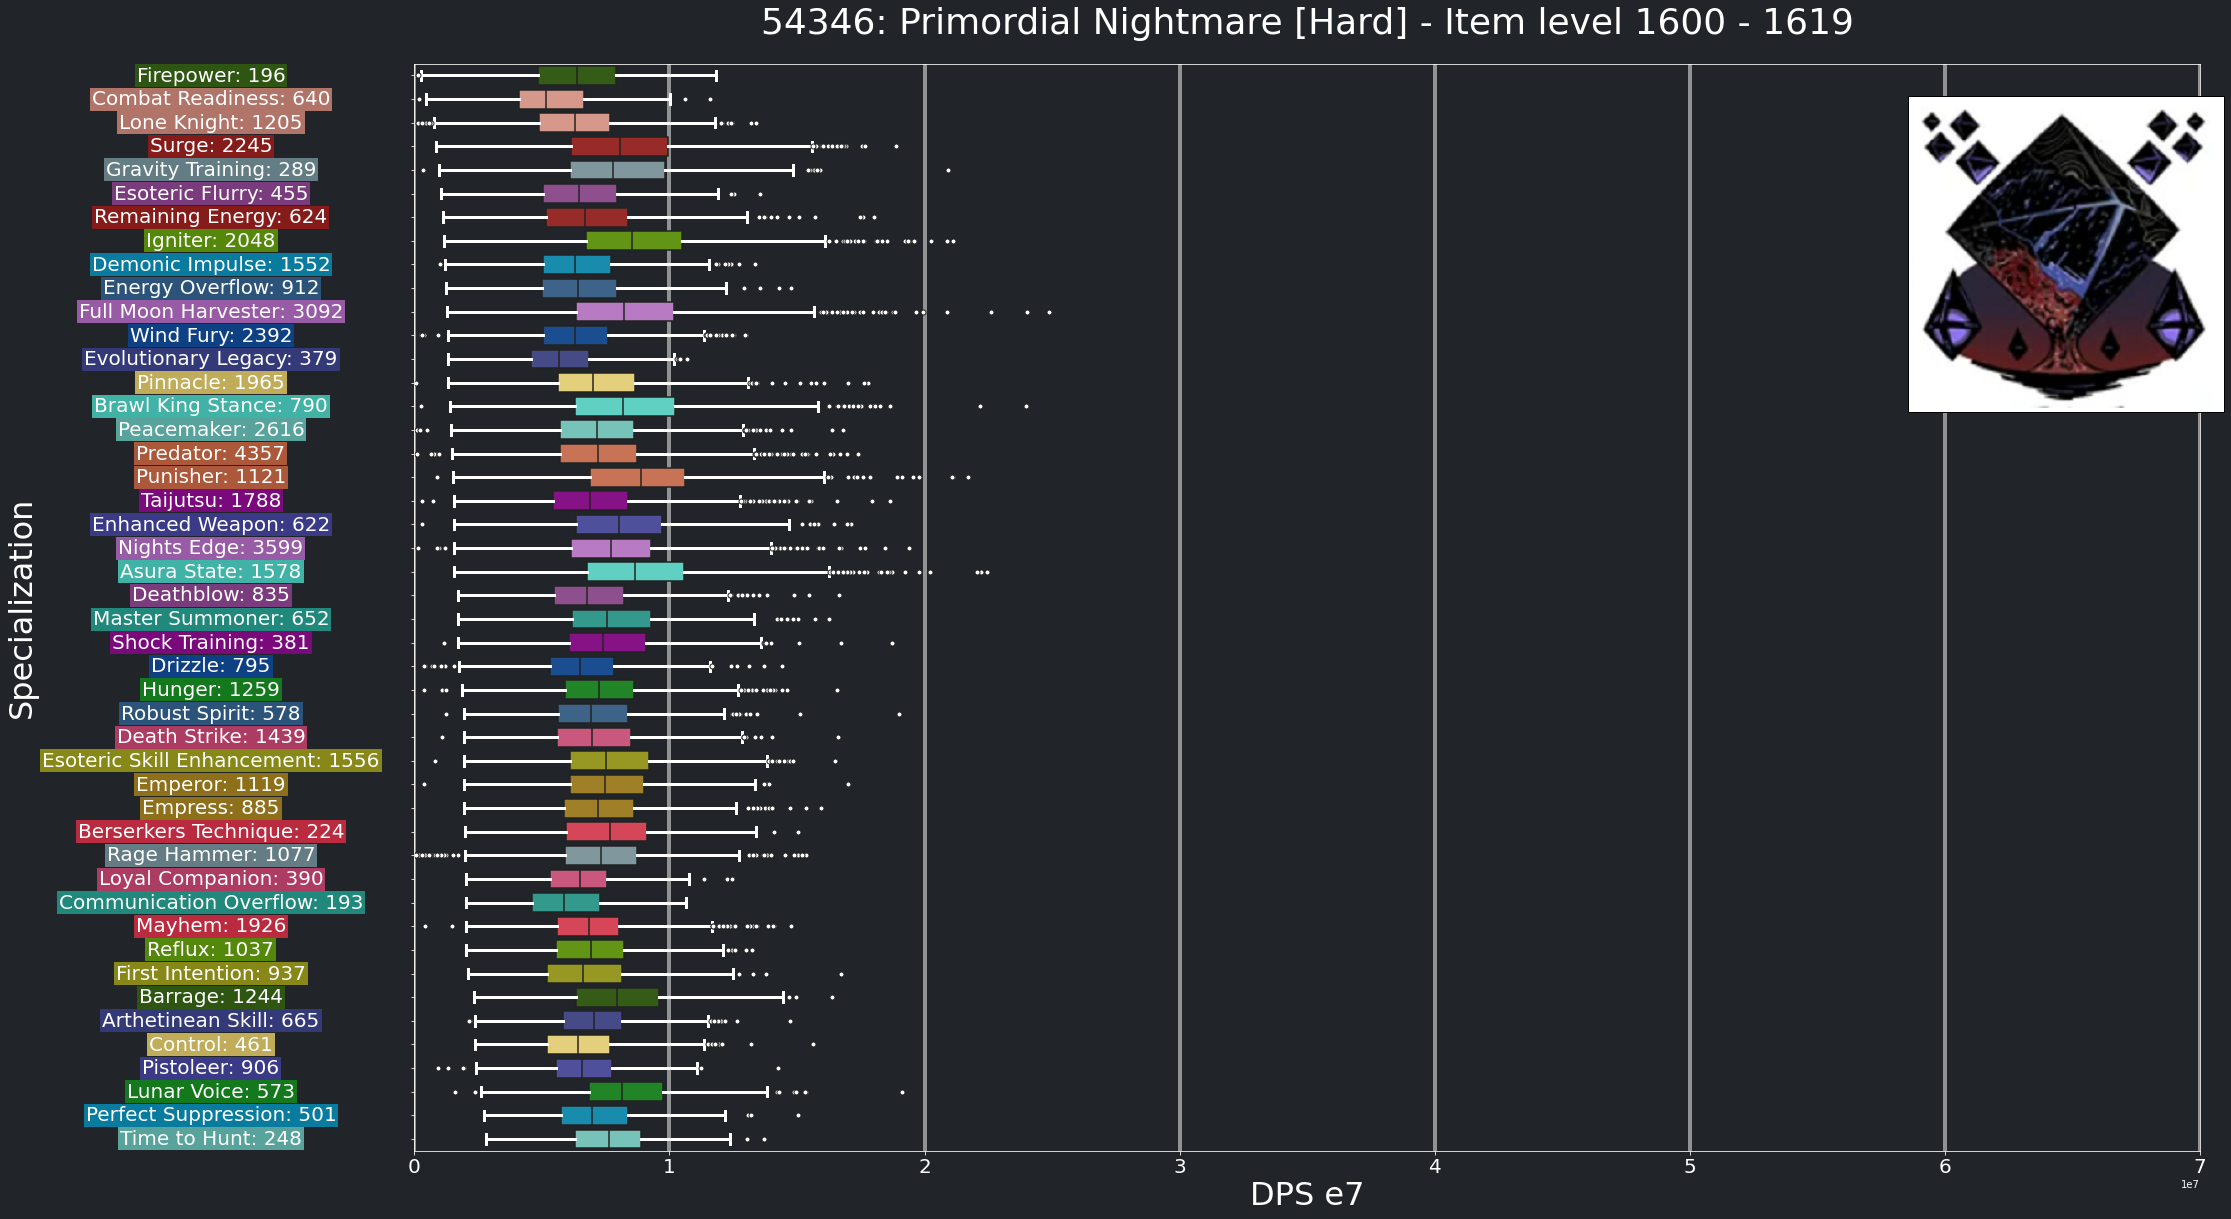 54346: Primordial Nightmare [Hard] - Item level 1600 - 1619
Specialization
Firepower: 196
Combat Readiness: 640
Lone Knight: 1205
Surge: 2245
Gravity Training: 289
Esoteric Flurry: 455
Remaining Energy: 624
Igniter: 2048
Demonic Impulse: 1552
Energy Overflow: 912
Full Moon Harvester: 3092
Wind Fury: 2392
Evolutionary Legacy: 379
Pinnacle: 1965
Brawl King Stance: 790
Peacemaker: 2616
Predator: 4357
Punisher: 1121
Taijutsu: 1788
Enhanced Weapon: 622
Nights Edge: 3599
Asura State: 1578
Deathblow: 835
Master Summoner: 652
Shock Training: 381
Drizzle: 795
Hunger: 1259
Robust Spirit: 578
Death Strike: 1439
Esoteric Skill Enhancement: 1556
Emperor: 1119
Empress: 885
Berserkers Technique: 224
Rage Hammer: 1077
Loyal Companion: 390
Communication Overflow: 193
Mayhem: 1926
Reflux: 1037
First Intention: 937
Barrage: 1244
Arthetinean Skill: 665
Control: 461
Pistoleer: 906
Lunar Voice: 573
Perfect Suppression: 501
Time to Hunt: 248
0 1 2 3 4 5 6 7
1e7
DPS e7